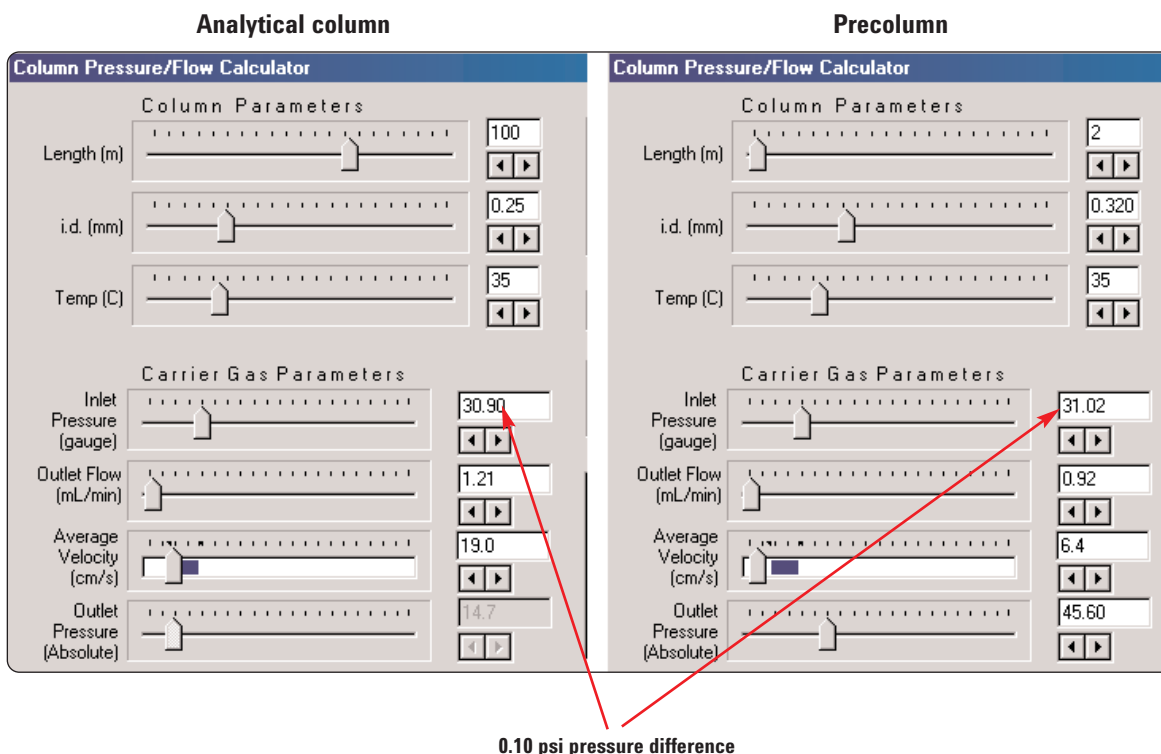 Analytical column
Column Pressure/Flow Calculator
Column Parameters
Length (m)
100
i.d. (mm)
0.25
Temp (C)
35
Carrier Gas Parameters
Inlet
Pressure
(gauge)
30.90
Outlet Flow
(mL/min)
1.21
Average
Velocity
(cm/s)
19.0
Outlet
Pressure
(Absolute)
14.7
Precolumn
Column Pressure/Flow Calculator
Column Parameters
Length (m)
2
i.d. (mm)
0.320
Temp (C)
35
Carrier Gas Parameters
Inlet
Pressure
(gauge)
31.02
Outlet Flow
(mL/min)
0.92
Average
Velocity
(cm/s)
6.4
Outlet
Pressure
(Absolute)
45.60
0.10 psi pressure difference